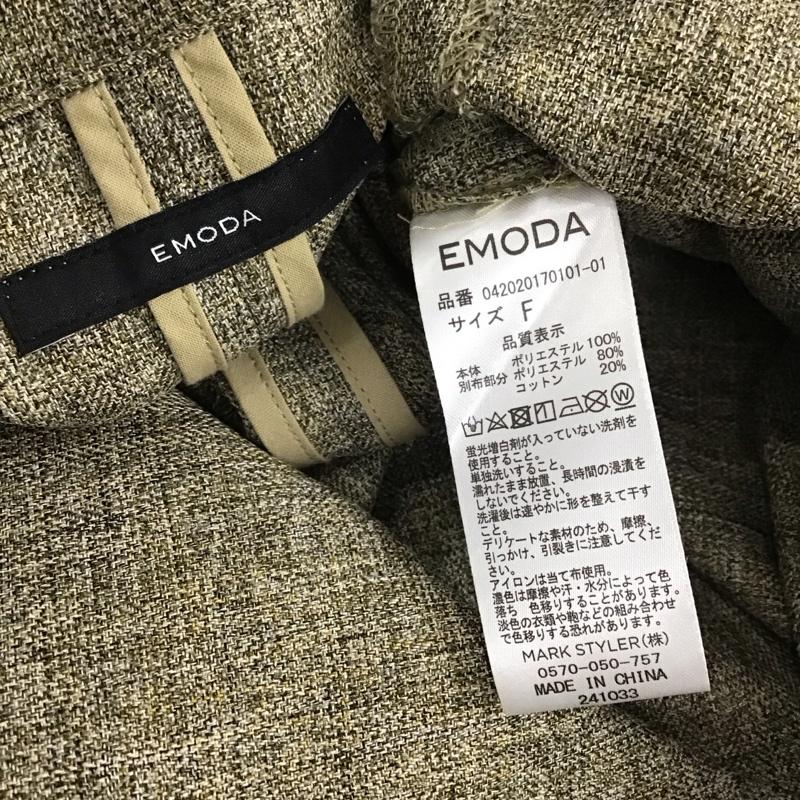 EMODA
EMODA
品番 042020170101-01
サイズ F
品質表示
本体 ポリエステル 100%
別布部分 ポリエステル 80%
コットン 20%
W
蛍光増白剤が入っていない洗剤を
使用すること。
単独洗いすること。
濡れたまま放置、長時間の浸漬を
しないでください。
洗濯後は速やかに形を整えて干す
こと。
デリケートな素材のため、摩擦、
引っかけ、引裂きに注意してくだ
さい。
アイロンは当て布使用。
濃色は摩擦や汗・水分によって色
落ち 色移りすることがあります。
淡色の衣類や鞄などの組み合わせ
で色移りする恐れがあります。
MARK STYLER(株)
0570-050-757
MADE IN CHINA
241033